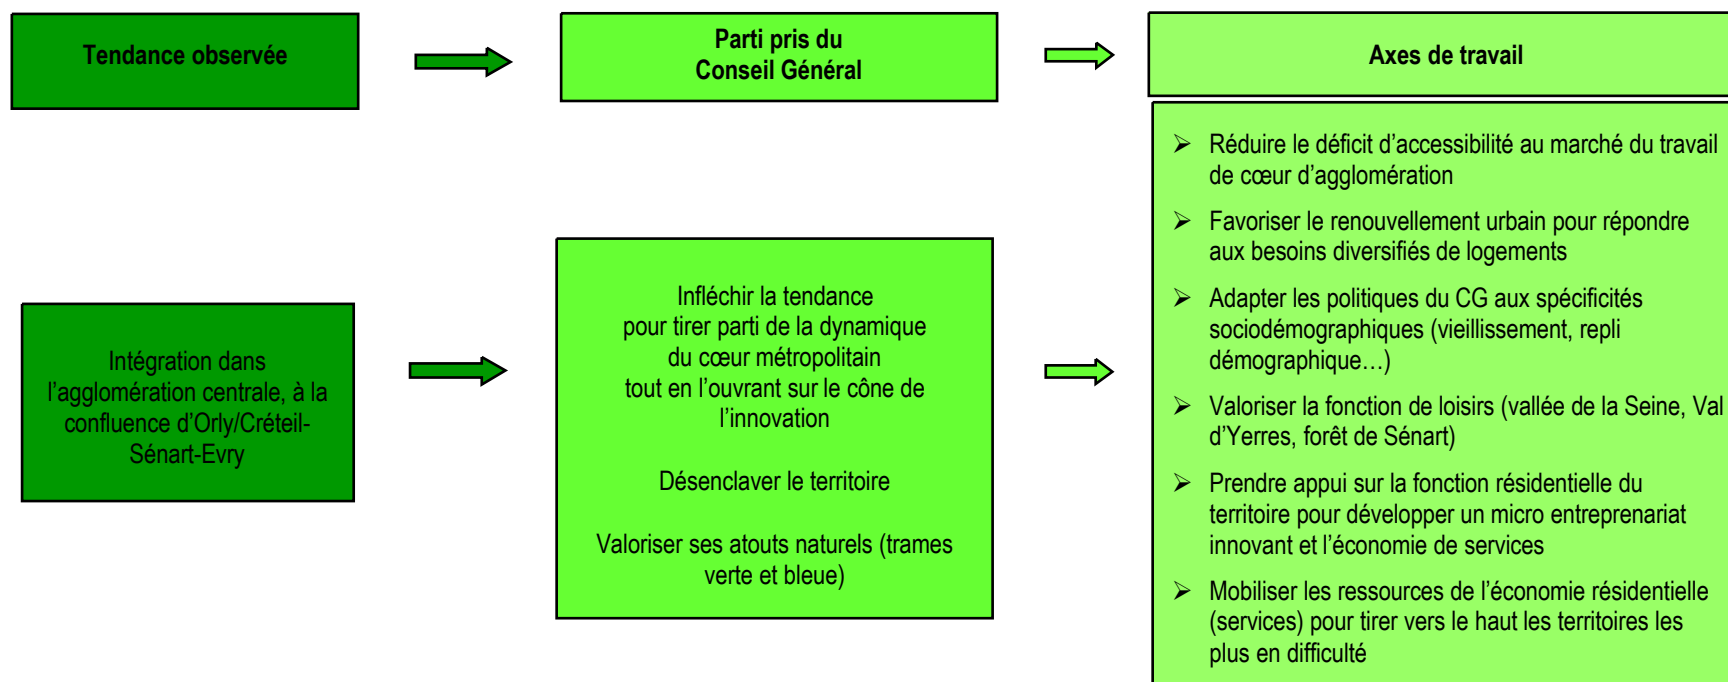 Tendance observée
Parti pris du
Conseil Général
Axes de travail
Intégration dans
l’agglomération centrale, à la
confluence d’Orly/Créteil-
Sénart-Evry
Infléchir la tendance
pour tirer parti de la dynamique
du cœur métropolitain
tout en l’ouvrant sur le cône de
l’innovation
Désenclaver le territoire
Valoriser ses atouts naturels (trames
verte et bleue)
➢ Réduire le déficit d’accessibilité au marché du travail
de cœur d’agglomération
➢ Favoriser le renouvellement urbain pour répondre
aux besoins diversifiés de logements
➢ Adapter les politiques du CG aux spécificités
sociodémographiques (vieillissement, repli
démographique…)
➢ Valoriser la fonction de loisirs (vallée de la Seine, Val
d’Yerres, forêt de Sénart)
➢ Prendre appui sur la fonction résidentielle du
territoire pour développer un micro entreprenariat
innovant et l’économie de services
➢ Mobiliser les ressources de l’économie résidentielle
(services) pour tirer vers le haut les territoires les
plus en difficulté